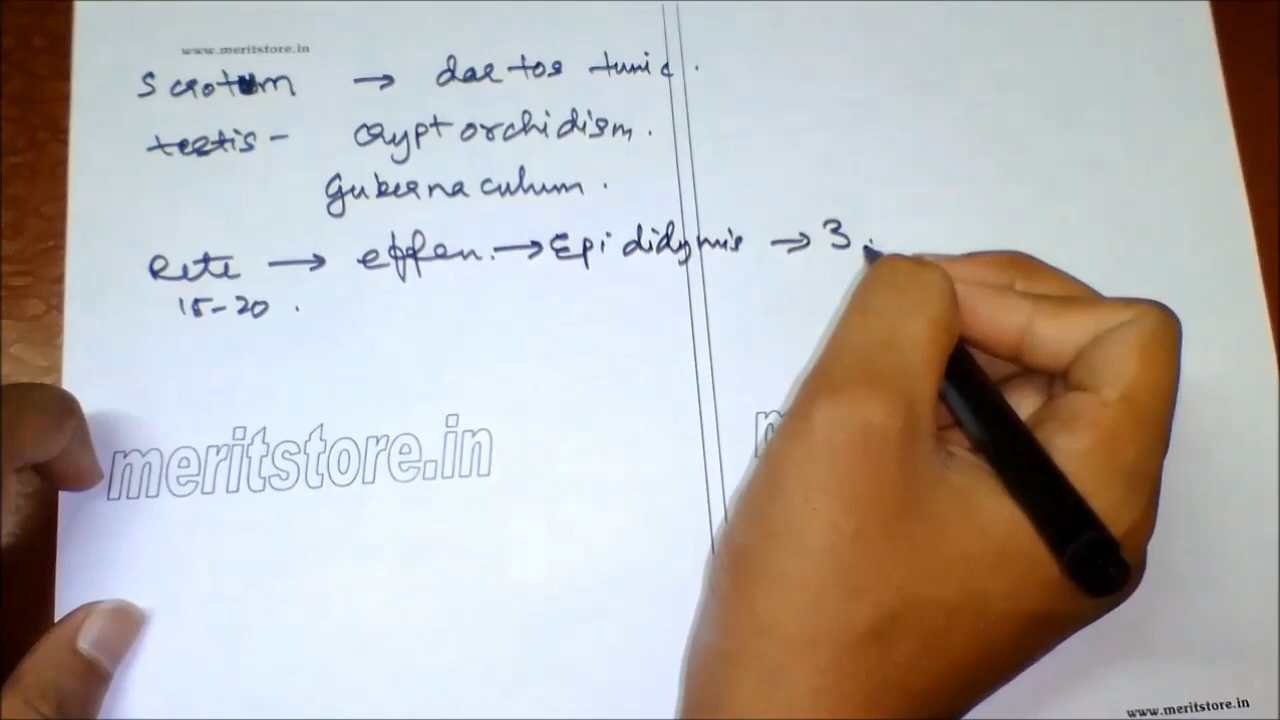 www.meritstore.in
Scrotum → dartos tunic.
testis - cryptorchidism.
Gubernaculum.
Rete → effen. → Epididymis → 3.
15-20.
meritstore.in
m
www.meritstore.in